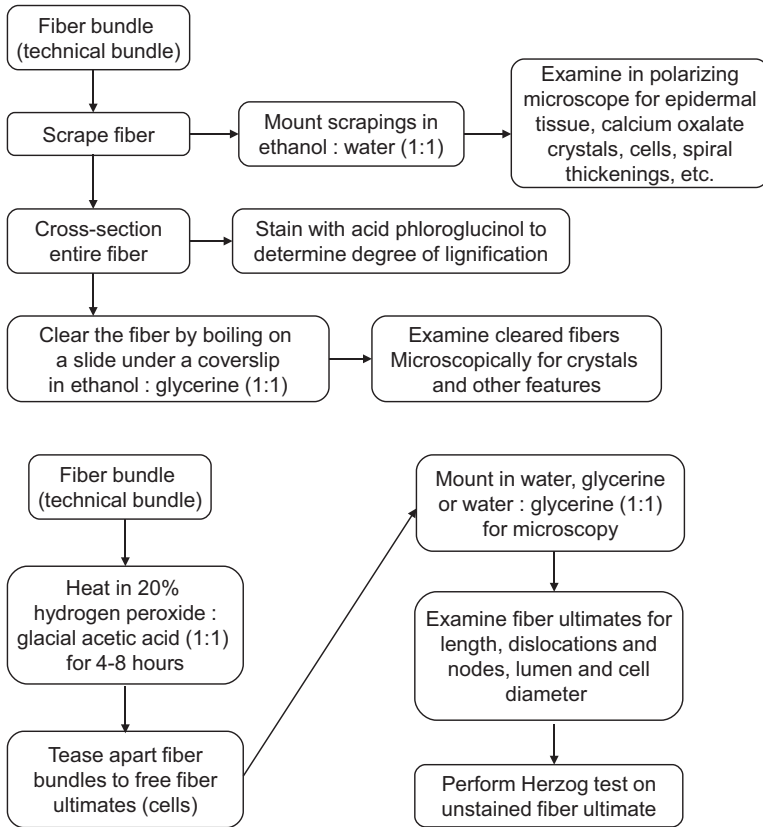 Fiber bundle
(technical bundle)
Scrape fiber
Mount scrapings in
ethanol : water (1:1)
Examine in polarizing
microscope for epidermal
tissue, calcium oxalate
crystals, cells, spiral
thickenings, etc.
Cross-section
entire fiber
Stain with acid phloroglucinol to
determine degree of lignification
Clear the fiber by boiling on
a slide under a coverslip
in ethanol : glycerine (1:1)
Examine cleared fibers
Microscopically for crystals
and other features
Fiber bundle
(technical bundle)
Heat in 20%
hydrogen peroxide :
glacial acetic acid (1:1)
for 4-8 hours
Tease apart fiber
bundles to free fiber
ultimates (cells)
Mount in water, glycerine
or water : glycerine (1:1)
for microscopy
Examine fiber ultimates for
length, dislocations and
nodes, lumen and cell
diameter
Perform Herzog test on
unstained fiber ultimate